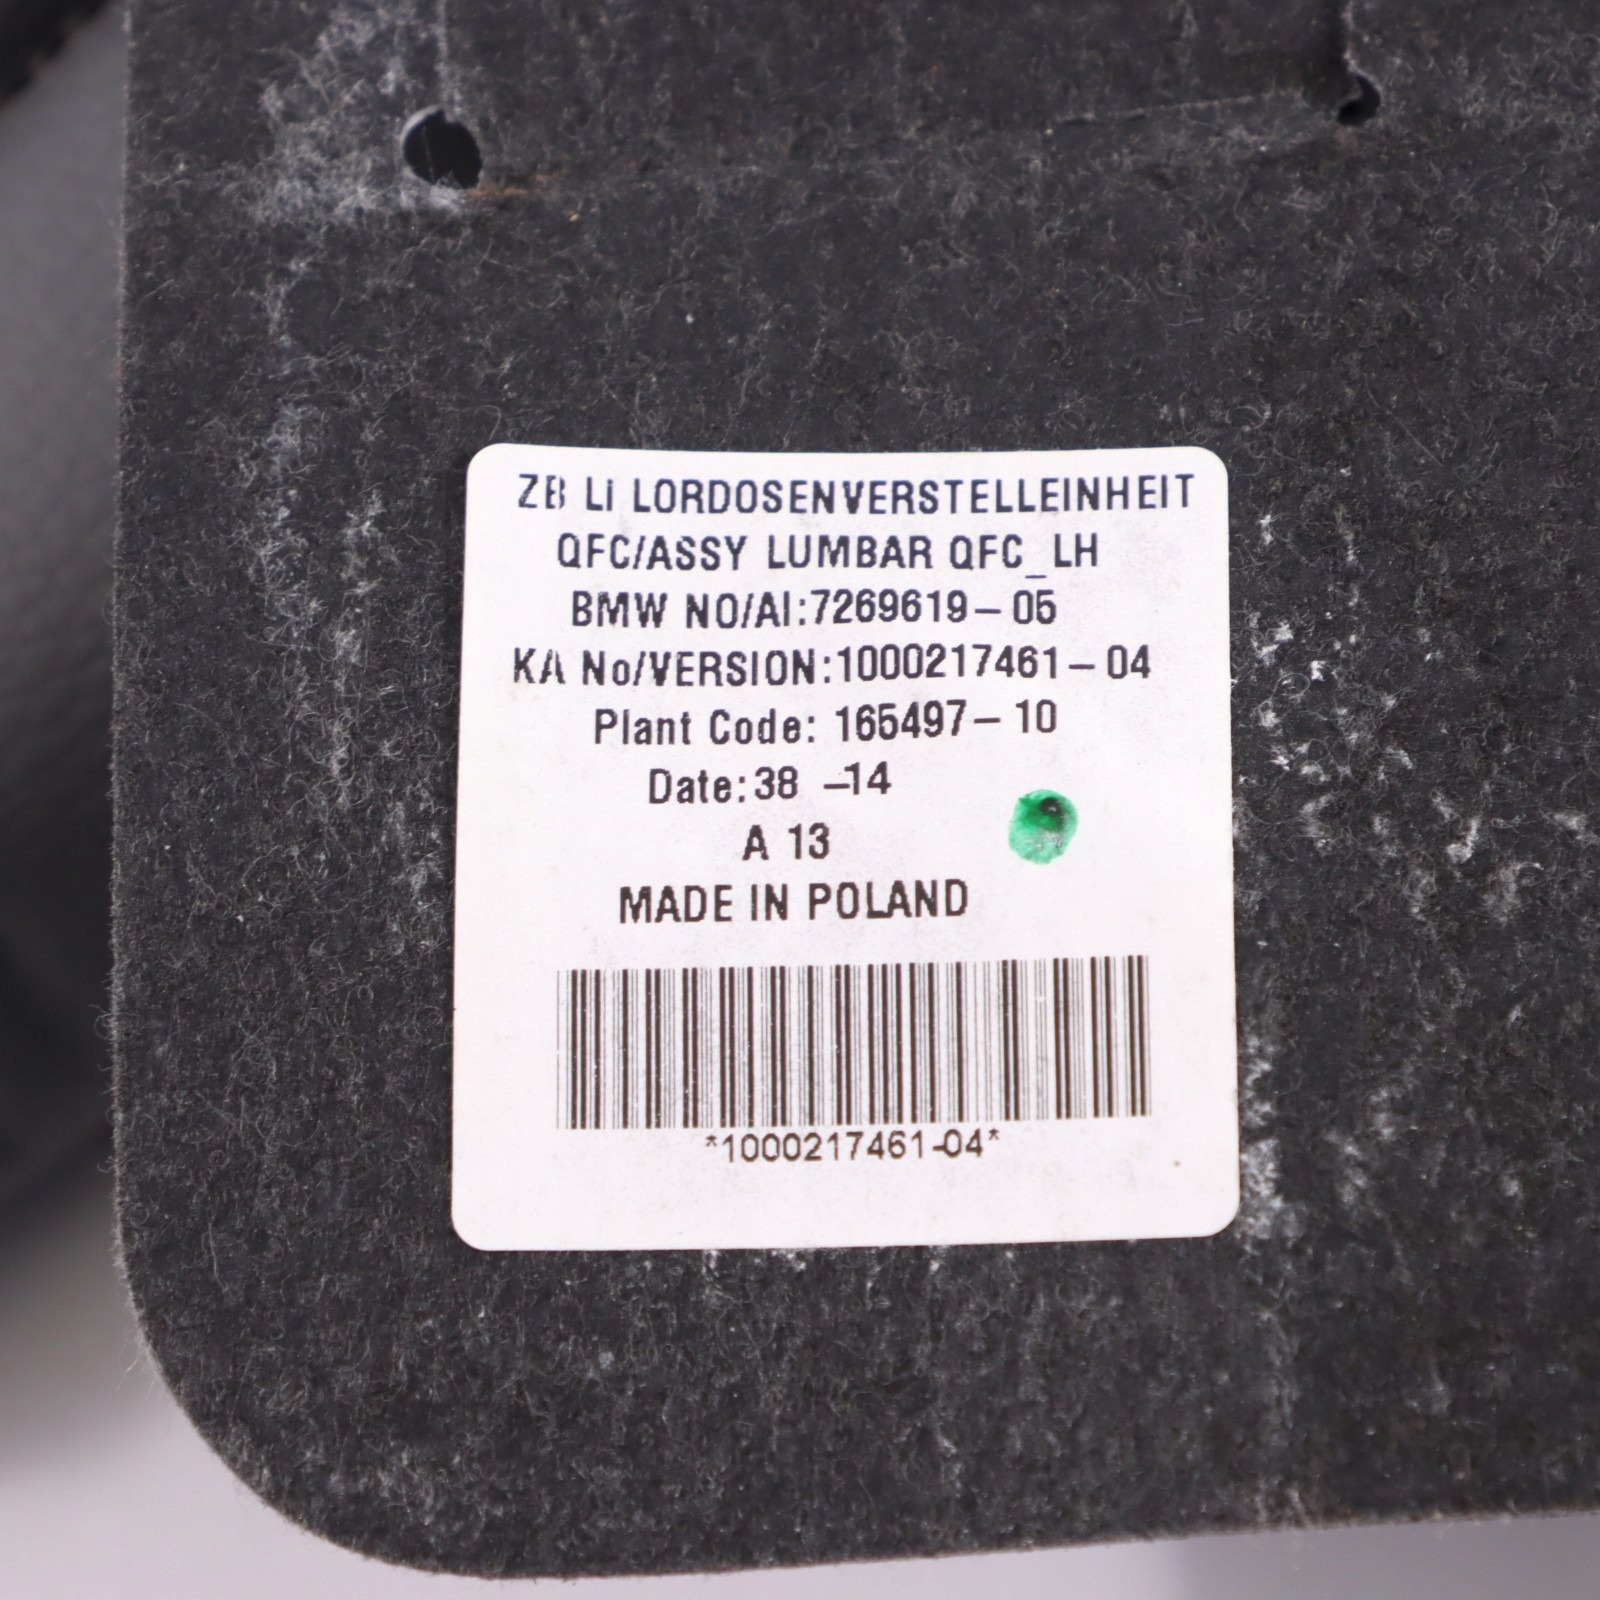 ZB Li LORDOSENVERSTELLEINHEIT
QFC/ASSY LUMBAR QFC_LH
BMW NO/AI:7269619-05
KA No/VERSION:1000217461-04
Plant Code: 165497-10
Date:38 -14
A 13
MADE IN POLAND
*1000217461-04*